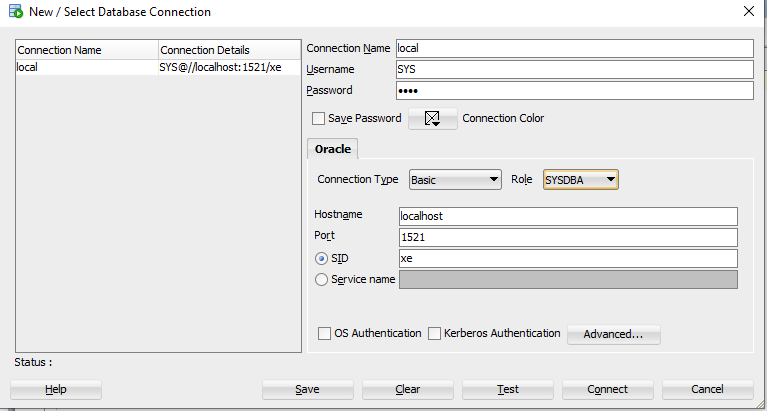 New / Select Database Connection
Connection Name Connection Details
local SYS@//localhost:1521/xe
Connection Name local
Username SYS
Password ••••
Save Password Connection Color
Oracle
Connection Type Basic Role SYSDBA
Hostname localhost
Port 1521
SID xe
Service name
OS Authentication Kerberos Authentication Advanced...
Status :
Help Save Clear Test Connect Cancel